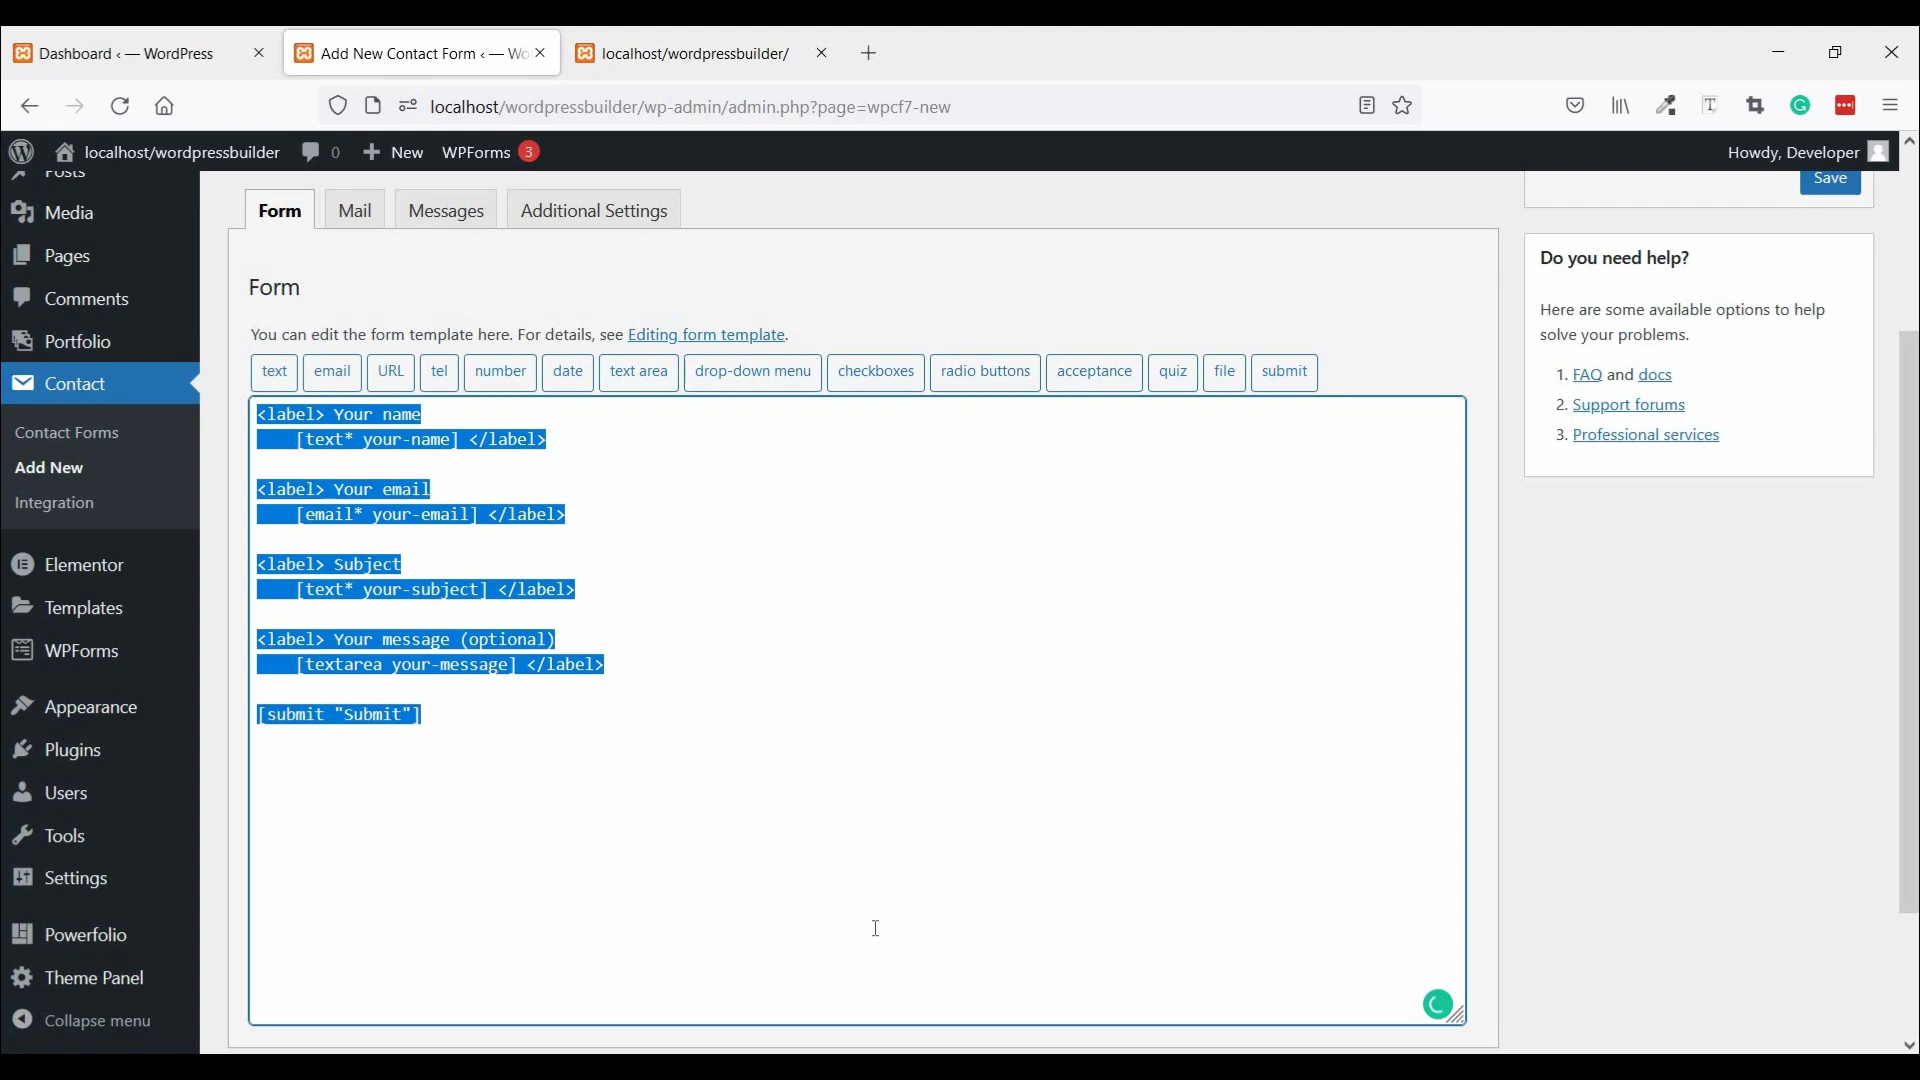 Dashboard ‹ — WordPress
Add New Contact Form ‹ — Wo
localhost/wordpressbuilder/
localhost/wordpressbuilder/wp-admin/admin.php?page=wpcf7-new
localhost/wordpressbuilder 0 New WPForms 3
Howdy, Developer
Posts
Media
Pages
Comments
Portfolio
Contact
Contact Forms
Add New
Integration
Elementor
Templates
WPForms
Appearance
Plugins
Users
Tools
Settings
Powerfolio
Theme Panel
Collapse menu
Form Mail Messages Additional Settings
Form
You can edit the form template here. For details, see Editing form template.
text email URL tel number date text area drop-down menu checkboxes radio buttons acceptance quiz file submit
<label> Your name
[text* your-name] </label>
<label> Your email
[email* your-email] </label>
<label> Subject
[text* your-subject] </label>
<label> Your message (optional)
[textarea your-message] </label>
[submit "Submit"]
Save
Do you need help?
Here are some available options to help
solve your problems.
1. FAQ and docs
2. Support forums
3. Professional services